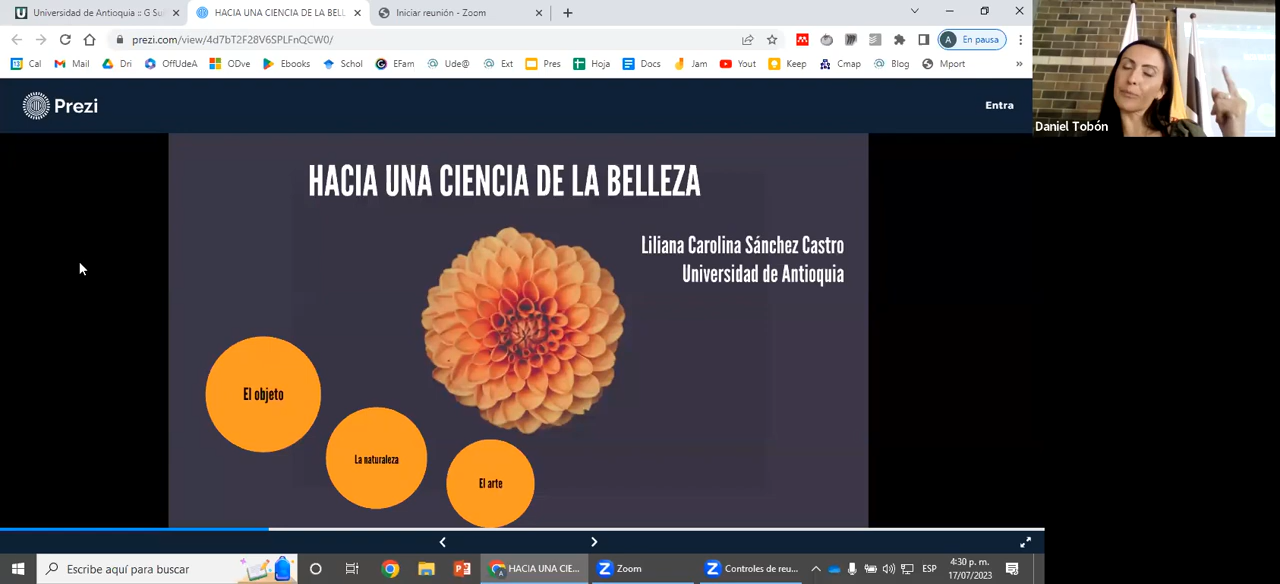 Universidad de Antioquia :: G Su
HACIA UNA CIENCIA DE LA BELL
Iniciar reunión - Zoom
prezi.com/view/4d7bT2F28V6SPLFnQCW0/
A
En pausa
Cal
Mail
Dri
OffUdeA
ODve
Ebooks
Schol
EFam
Ude@
Ext
Pres
Hoja
Docs
Jam
Yout
Keep
Cmap
Blog
Mport
»
Prezi
Entra
Daniel Tobón
HACIA UNA CIENCIA DE LA BELLEZA
Liliana Carolina Sánchez Castro
Universidad de Antioquia
El objeto
La naturaleza
El arte
Escribe aquí para buscar
HACIA UNA CIE...
Zoom
Controles de reu...
ESP
4:30 p. m.
17/07/2023